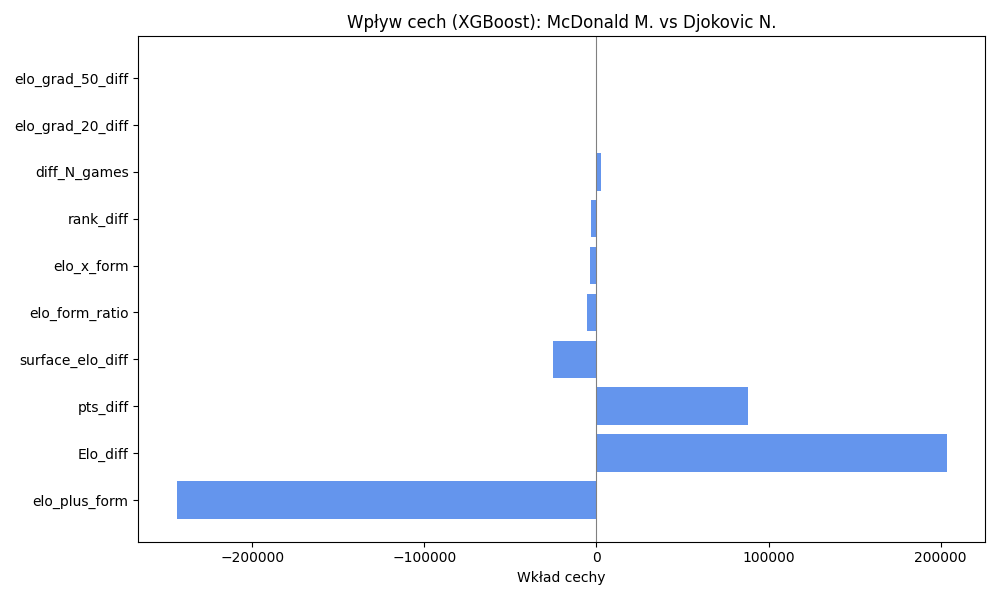 Wpływ cech (XGBoost): McDonald M. vs Djokovic N.
elo_grad_50_diff
elo_grad_20_diff
diff_N_games
rank_diff
elo_x_form
elo_form_ratio
surface_elo_diff
pts_diff
Elo_diff
elo_plus_form
−200000 −100000 0 100000 200000
Wkład cechy